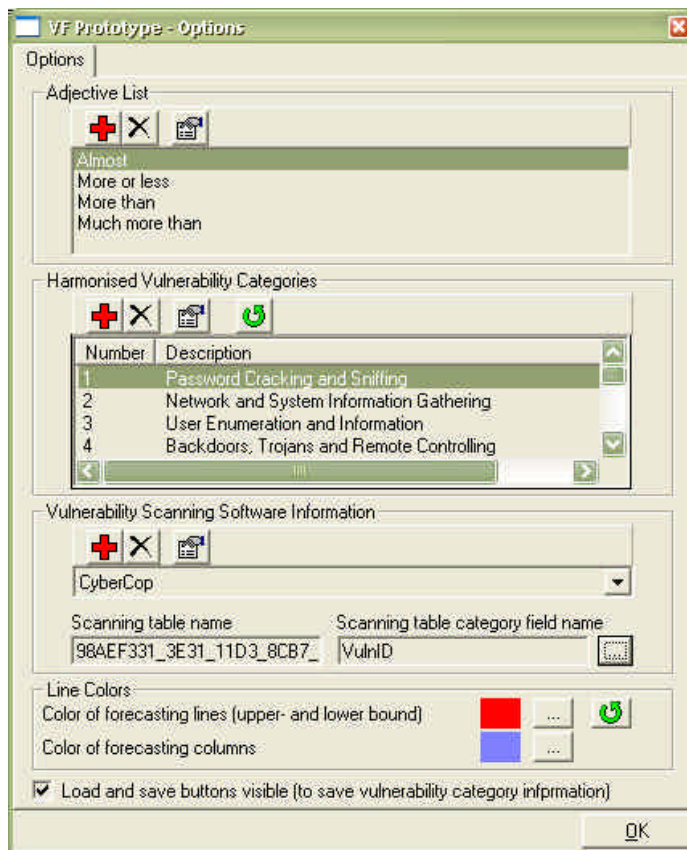 VF Prototype - Options
Options
Adjective List
Almost
More or less
More than
Much more than
Harmonised Vulnerability Categories
Number Description
1 Password Cracking and Sniffing
2 Network and System Information Gathering
3 User Enumeration and Information
4 Backdoors, Trojans and Remote Controlling
Vulnerability Scanning Software Information
CyberCop
Scanning table name Scanning table category field name
98AEF331_3E31_11D3_8CB7_ VulnID ...
Line Colors
Color of forecasting lines (upper- and lower bound) ...
Color of forecasting columns ...
Load and save buttons visible (to save vulnerability category infprmation)
OK